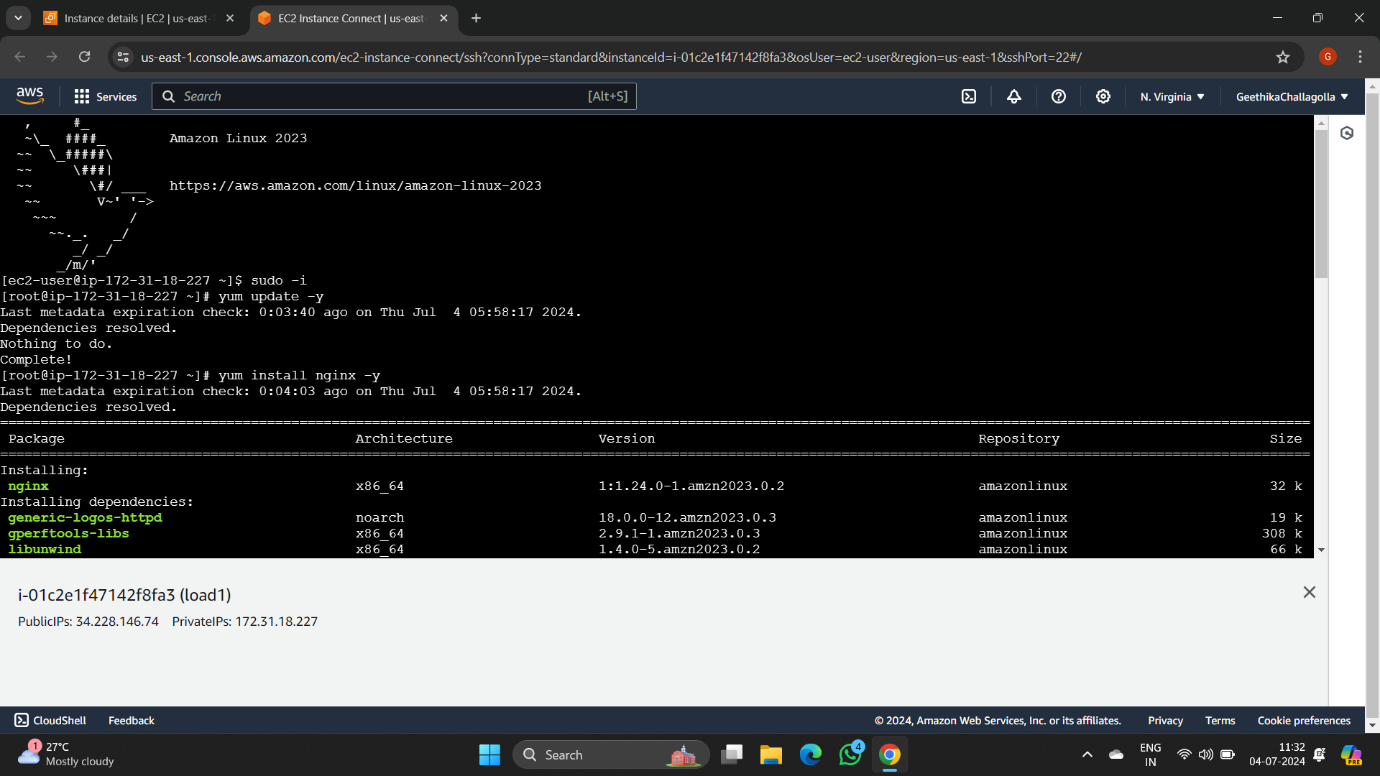 Instance details | EC2 | us-east-1
EC2 Instance Connect | us-east-
us-east-1.console.aws.amazon.com/ec2-instance-connect/ssh?connType=standard&instanceId=i-01c2e1f47142f8fa3&osUser=ec2-user&region=us-east-1&sshPort=22#/
G
aws
Services
Search
[Alt+S]
N. Virginia
GeethikaChallagolla
   ,     #_
   ~\_  ####_        Amazon Linux 2023
  ~~  \_#####\
  ~~     \###|
  ~~       \#/ ___   https://aws.amazon.com/linux/amazon-linux-2023
   ~~       V~' '->
    ~~~         /
      ~~._.   _/
         _/ _/
       _/m/'
[ec2-user@ip-172-31-18-227 ~]$ sudo -i
[root@ip-172-31-18-227 ~]# yum update -y
Last metadata expiration check: 0:03:40 ago on Thu Jul  4 05:58:17 2024.
Dependencies resolved.
Nothing to do.
Complete!
[root@ip-172-31-18-227 ~]# yum install nginx -y
Last metadata expiration check: 0:04:03 ago on Thu Jul  4 05:58:17 2024.
Dependencies resolved.
Package Architecture Version Repository Size
Installing:
nginx x86_64 1:1.24.0-1.amzn2023.0.2 amazonlinux 32 k
Installing dependencies:
generic-logos-httpd noarch 18.0.0-12.amzn2023.0.3 amazonlinux 19 k
gperftools-libs x86_64 2.9.1-1.amzn2023.0.3 amazonlinux 308 k
libunwind x86_64 1.4.0-5.amzn2023.0.2 amazonlinux 66 k
i-01c2e1f47142f8fa3 (load1)
PublicIPs: 34.228.146.74 PrivateIPs: 172.31.18.227
CloudShell
Feedback
© 2024, Amazon Web Services, Inc. or its affiliates.
Privacy
Terms
Cookie preferences
1
27°C
Mostly cloudy
Search
4
ENG
IN
11:32
04-07-2024
PRE